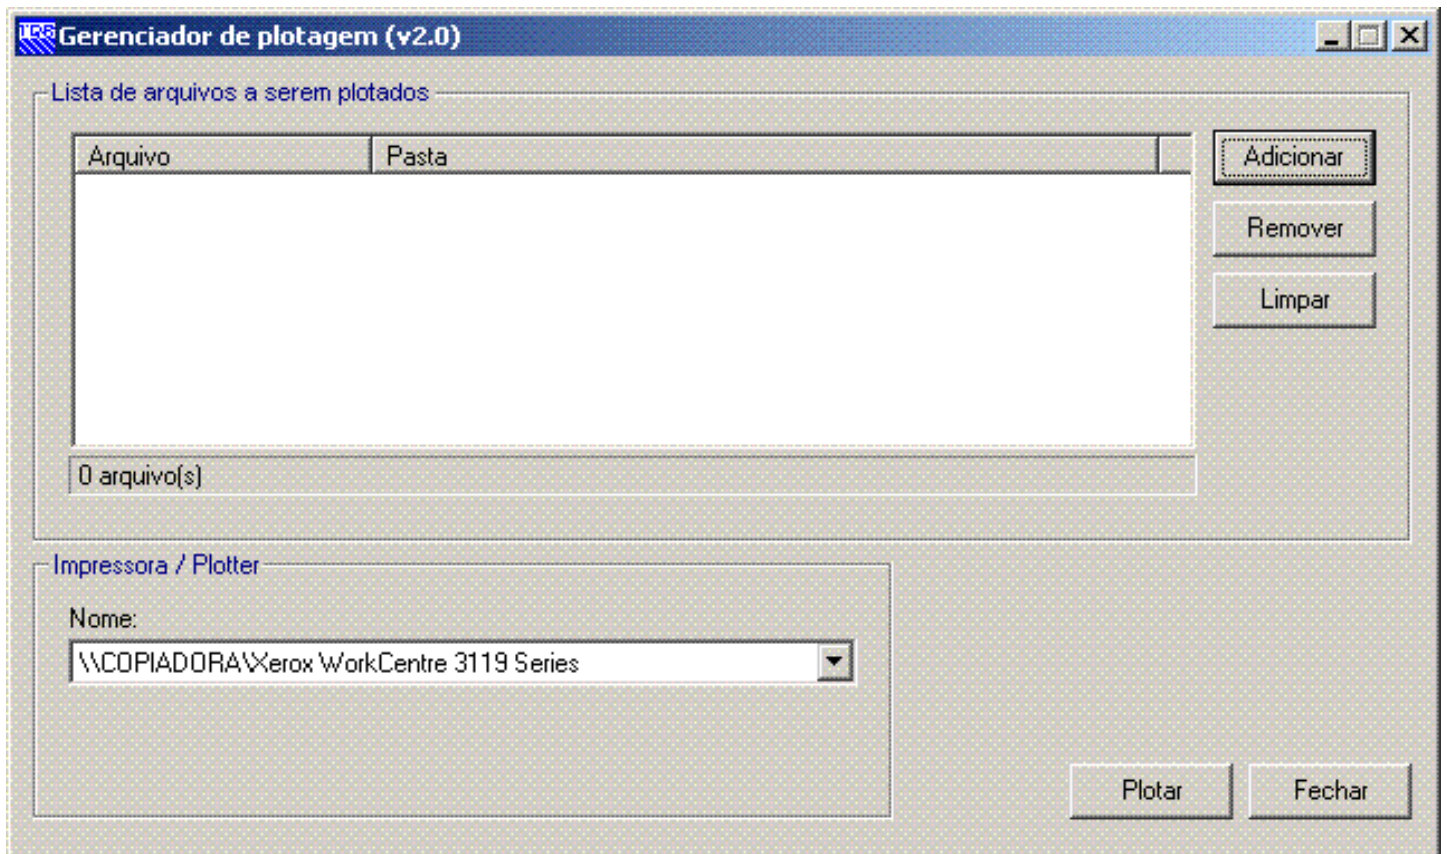 TQS Gerenciador de plotagem (v2.0)
Lista de arquivos a serem plotados
Arquivo Pasta
Adicionar
Remover
Limpar
0 arquivo(s)
Impressora / Plotter
Nome:
\\COPIADORA\Xerox WorkCentre 3119 Series
Plotar Fechar